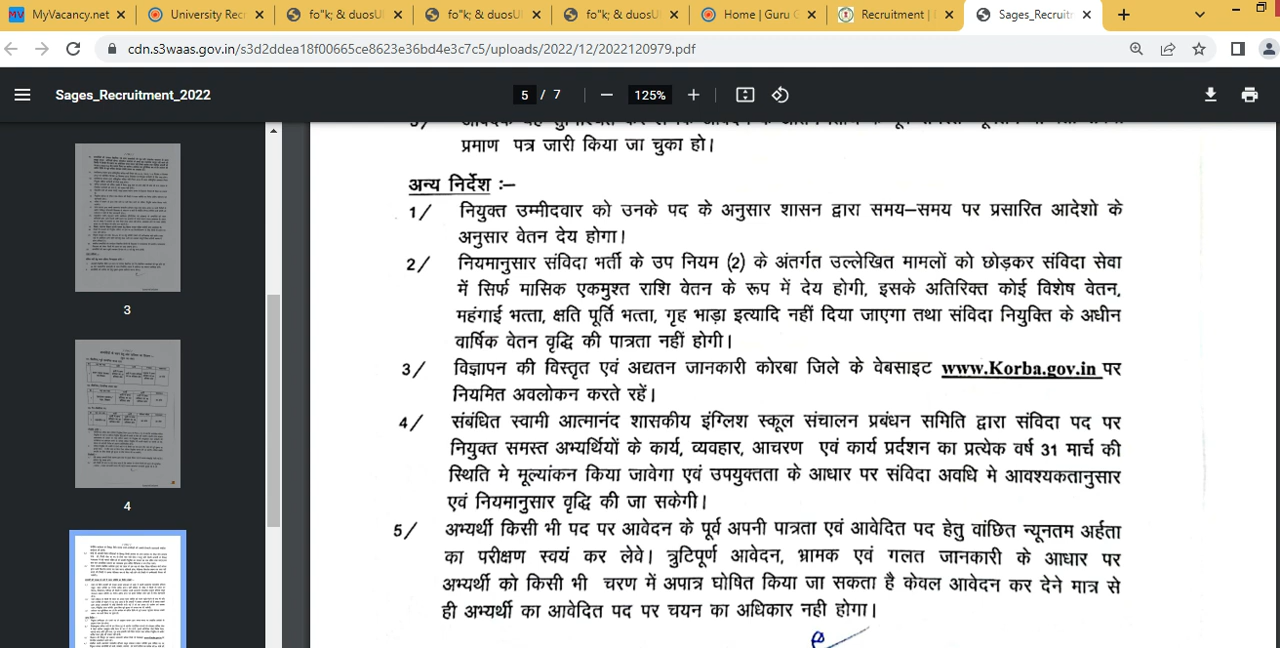 MyVacancy.net
University Rec
fo"k; & duosU
fo"k; & duosU
fo"k; & duosU
Home | Guru G
Recruitment |
Sages_Recruitm
cdn.s3waas.gov.in/s3d2ddea18f00665ce8623e36bd4e3c7c5/uploads/2022/12/2022120979.pdf
Sages_Recruitment_2022
5 / 7
125%
3
4
प्रमाण पत्र जारी किया जा चुका हो।
अन्य निर्देश :–
1/ नियुक्त उम्मीदवार को उनके पद के अनुसार शासन द्वारा समय–समय पर प्रसारित आदेशो के
अनुसार वेतन देय होगा।
2/ नियमानुसार संविदा भर्ती के उप नियम (2) के अंतर्गत उल्लेखित मामलों को छोड़कर संविदा सेवा
में सिर्फ मासिक एकमुश्त राशि वेतन के रूप में देय होगी, इसके अतिरिक्त कोई विशेष वेतन,
महंगाई भत्ता, क्षति पूर्ति भत्ता, गृह भाड़ा इत्यादि नहीं दिया जाएगा तथा संविदा नियुक्ति के अधीन
वार्षिक वेतन वृद्धि की पात्रता नहीं होगी।
3/ विज्ञापन की विस्तृत एवं अद्यतन जानकारी कोरबा जिले के वेबसाइट www.Korba.gov.in पर
नियमित अवलोकन करते रहें।
4/ संबंधित स्वामी आत्मानंद शासकीय इंग्लिश स्कूल संचालन प्रबंधन समिति द्वारा संविदा पद पर
नियुक्त समस्त अभ्यर्थियों के कार्य, व्यवहार, आचरण एवं कार्य प्रर्दशन का प्रत्येक वर्ष 31 मार्च की
स्थिति मे मूल्यांकन किया जावेगा एवं उपयुक्तता के आधार पर संविदा अवधि मे आवश्यकतानुसार
एवं नियमानुसार वृद्धि की जा सकेगी।
5/ अभ्यर्थी किसी भी पद पर आवेदन के पूर्व अपनी पात्रता एवं आवेदित पद हेतु वांछित न्यूनतम अर्हता
का परीक्षण स्वयं कर लेवे। त्रुटिपूर्ण आवेदन, भ्रामक एवं गलत जानकारी के आधार पर
अभ्यर्थी को किसी भी चरण में अपात्र घोषित किया जा सकता है केवल आवेदन कर देने मात्र से
ही अभ्यर्थी का आवेदित पद पर चयन का अधिकार नही होगा।